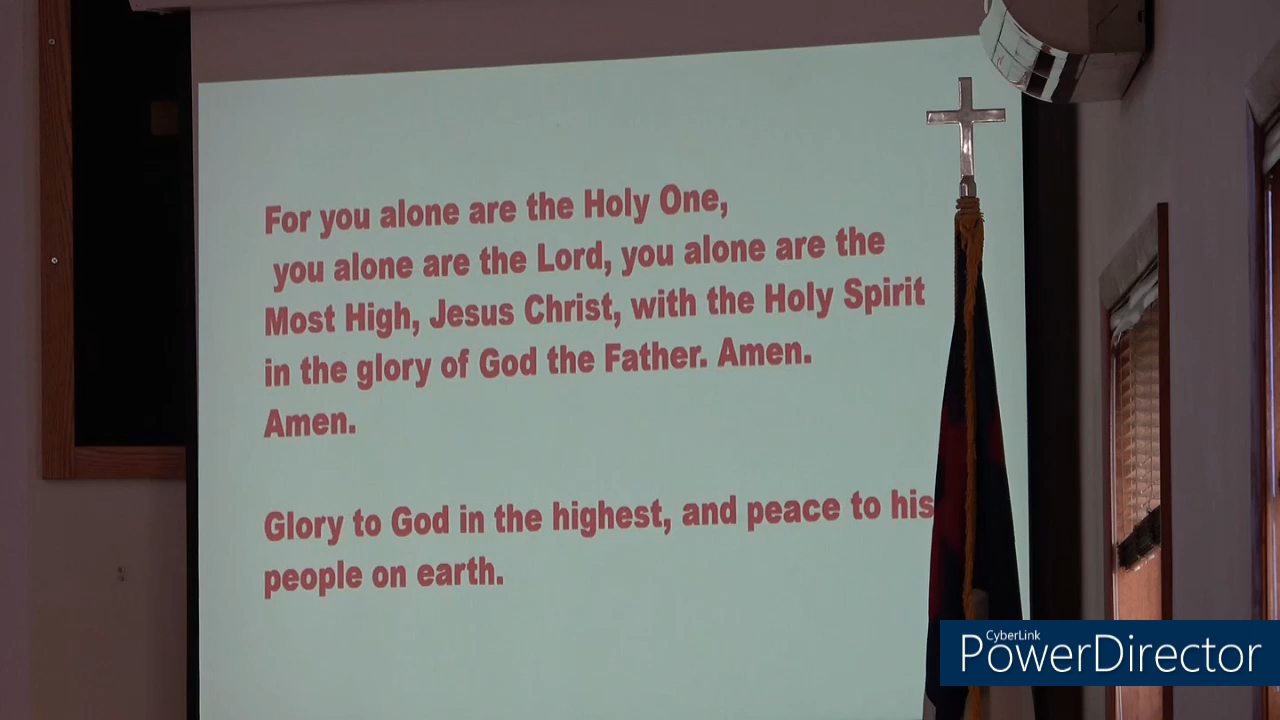 For you alone are the Holy One,
you alone are the Lord, you alone are the
Most High, Jesus Christ, with the Holy Spirit
in the glory of God the Father. Amen.
Amen.
Glory to God in the highest, and peace to his
people on earth.
CyberLink
PowerDirector